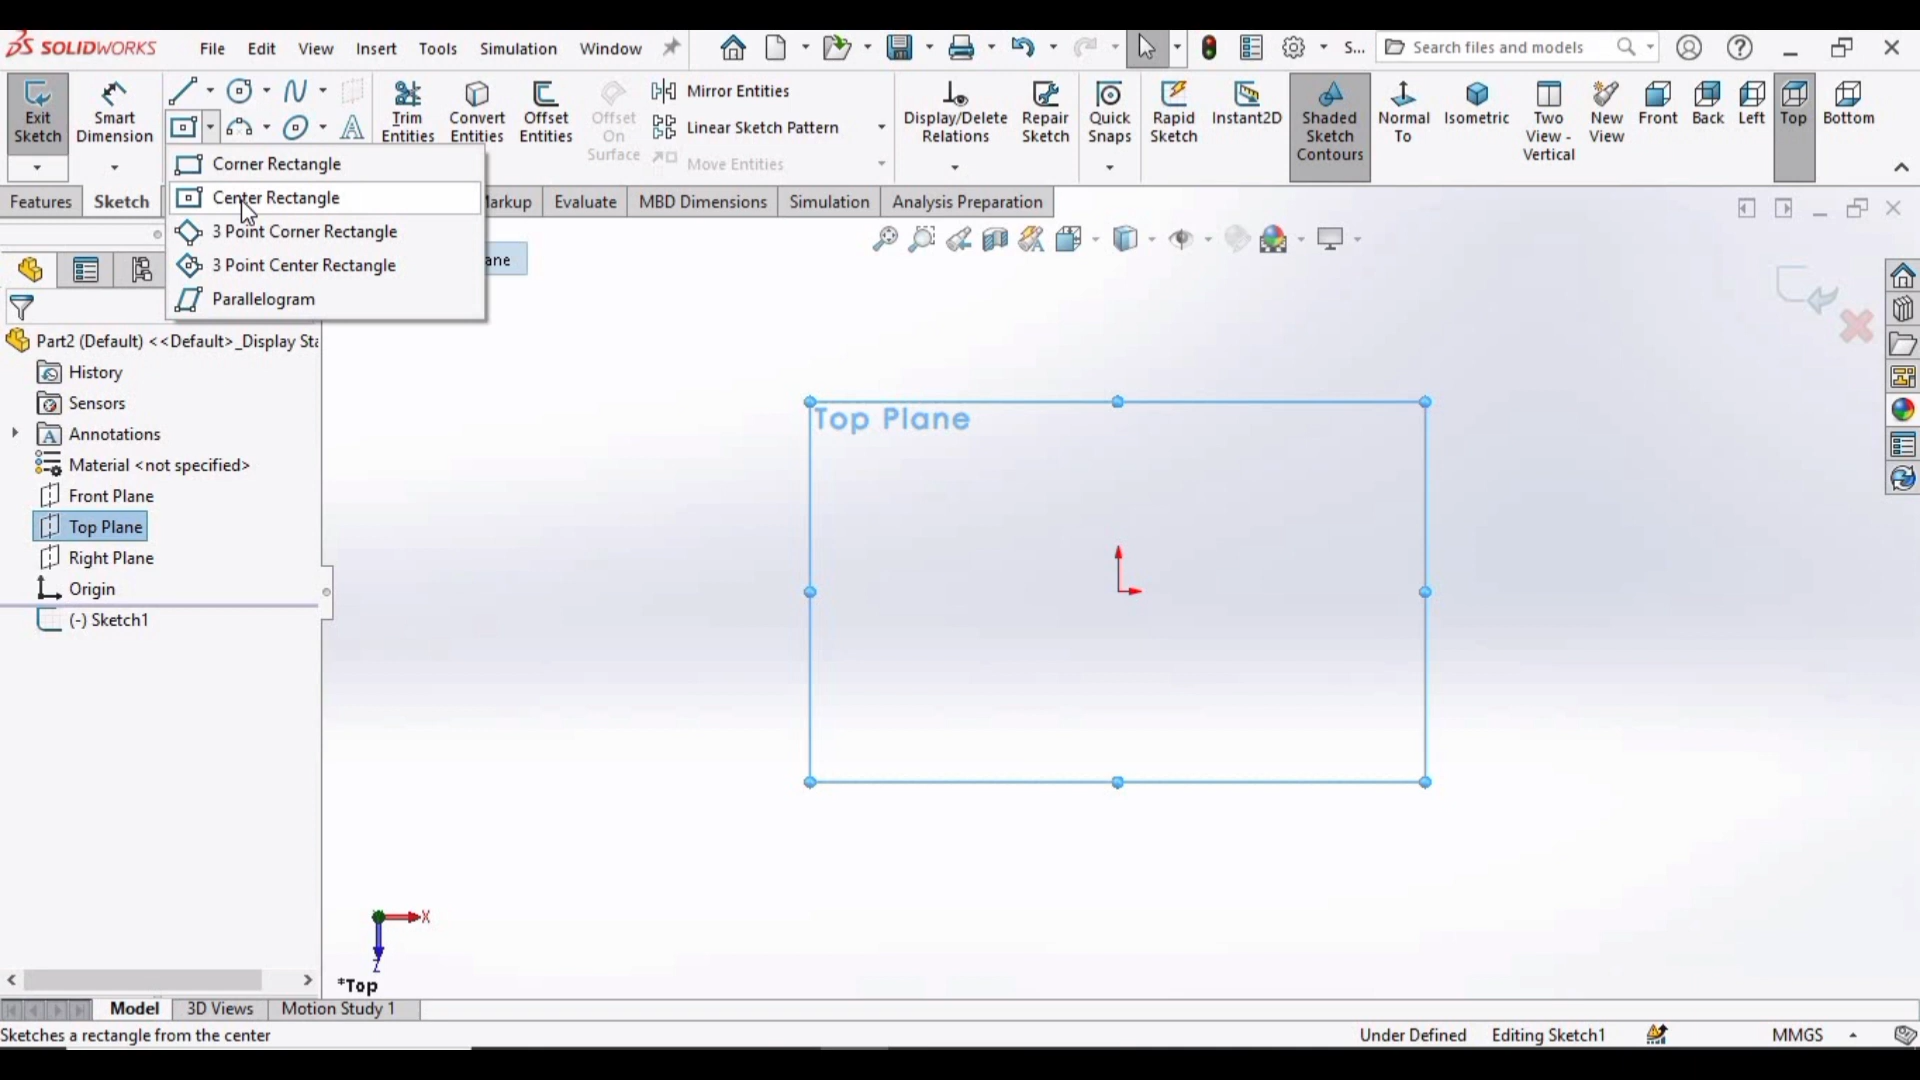 SOLIDWORKS File Edit View Insert Tools Simulation Window S... Search files and models
Exit Sketch
Smart Dimension
Trim Entities
Convert Entities
Offset Entities
Offset On Surface
Mirror Entities
Linear Sketch Pattern
Move Entities
Display/Delete Relations
Repair Sketch
Quick Snaps
Rapid Sketch
Instant2D
Shaded Sketch Contours
Normal To
Isometric
Two View - Vertical
New View
Front
Back
Left
Top
Bottom
Corner Rectangle
Center Rectangle
3 Point Corner Rectangle
3 Point Center Rectangle
Parallelogram
Features Sketch Markup Evaluate MBD Dimensions Simulation Analysis Preparation
ane
Part2 (Default) <<Default>_Display Sta
History
Sensors
Annotations
Material <not specified>
Front Plane
Top Plane
Right Plane
Origin
(-) Sketch1
Top Plane
X
Z
*Top
Model 3D Views Motion Study 1
Sketches a rectangle from the center Under Defined Editing Sketch1 MMGS